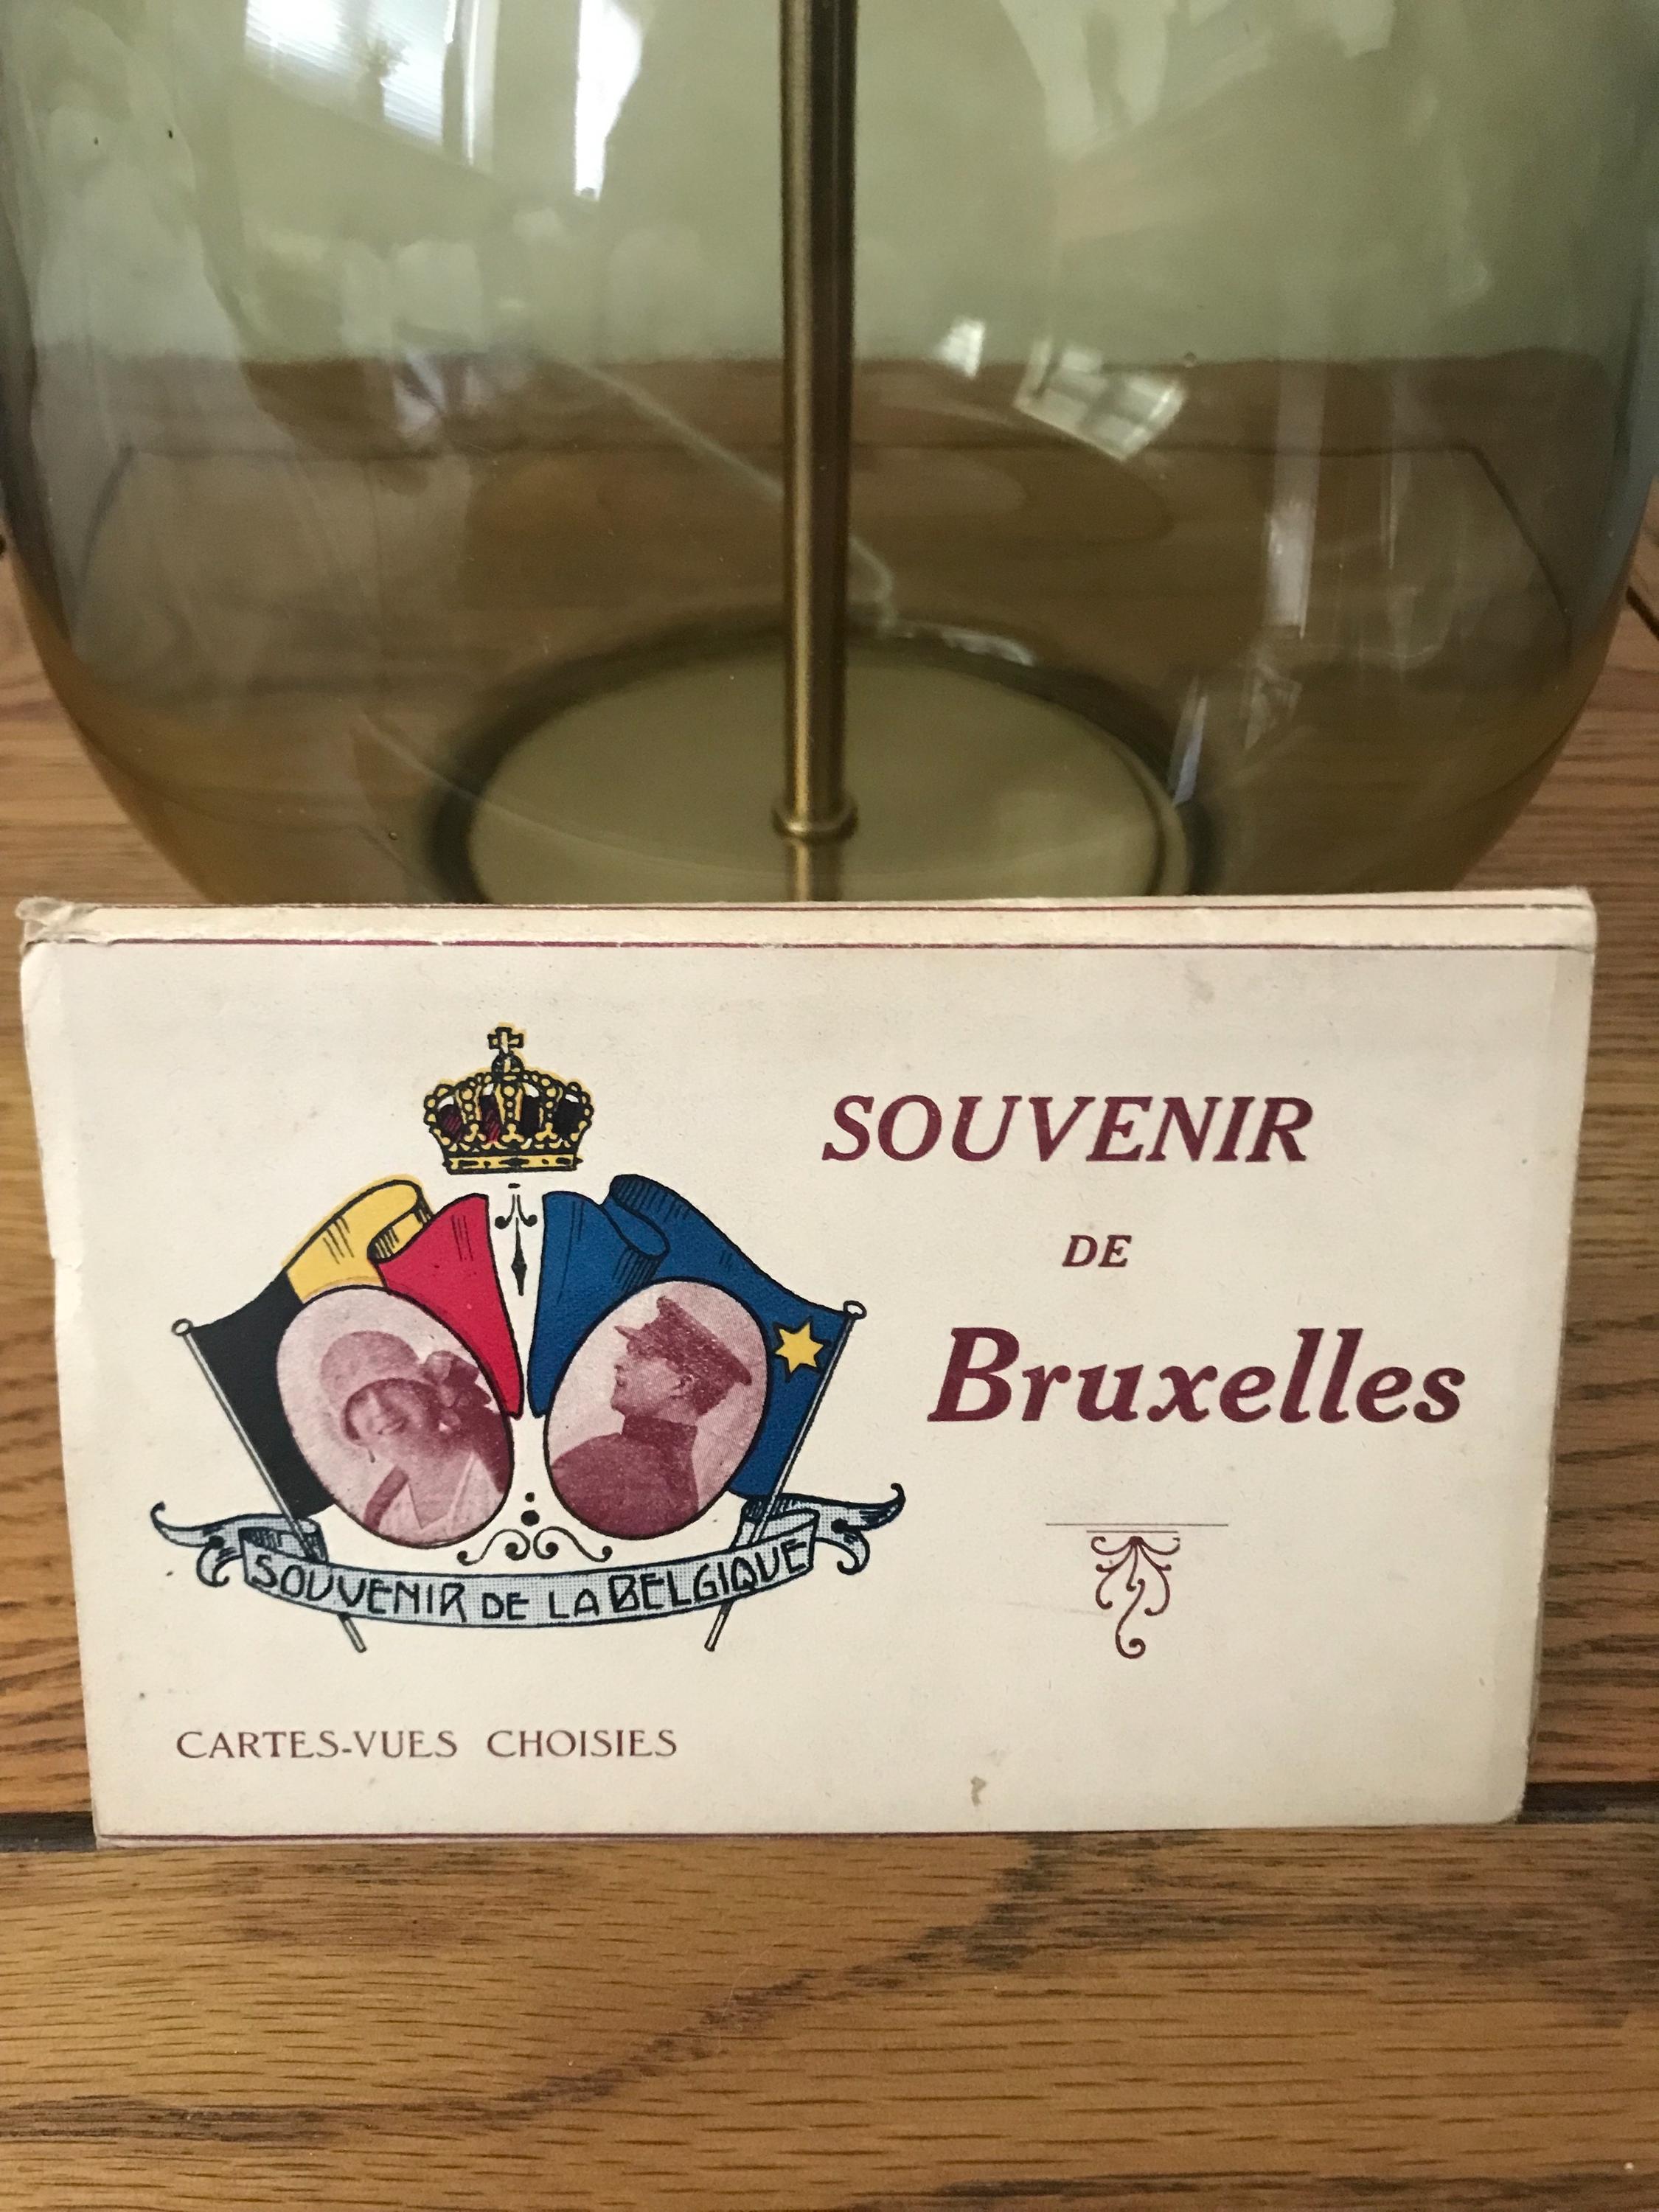 SOUVENIR
DE
Bruxelles
SOUVENIR DE LA BELGIQUE
CARTES-VUES CHOISIES